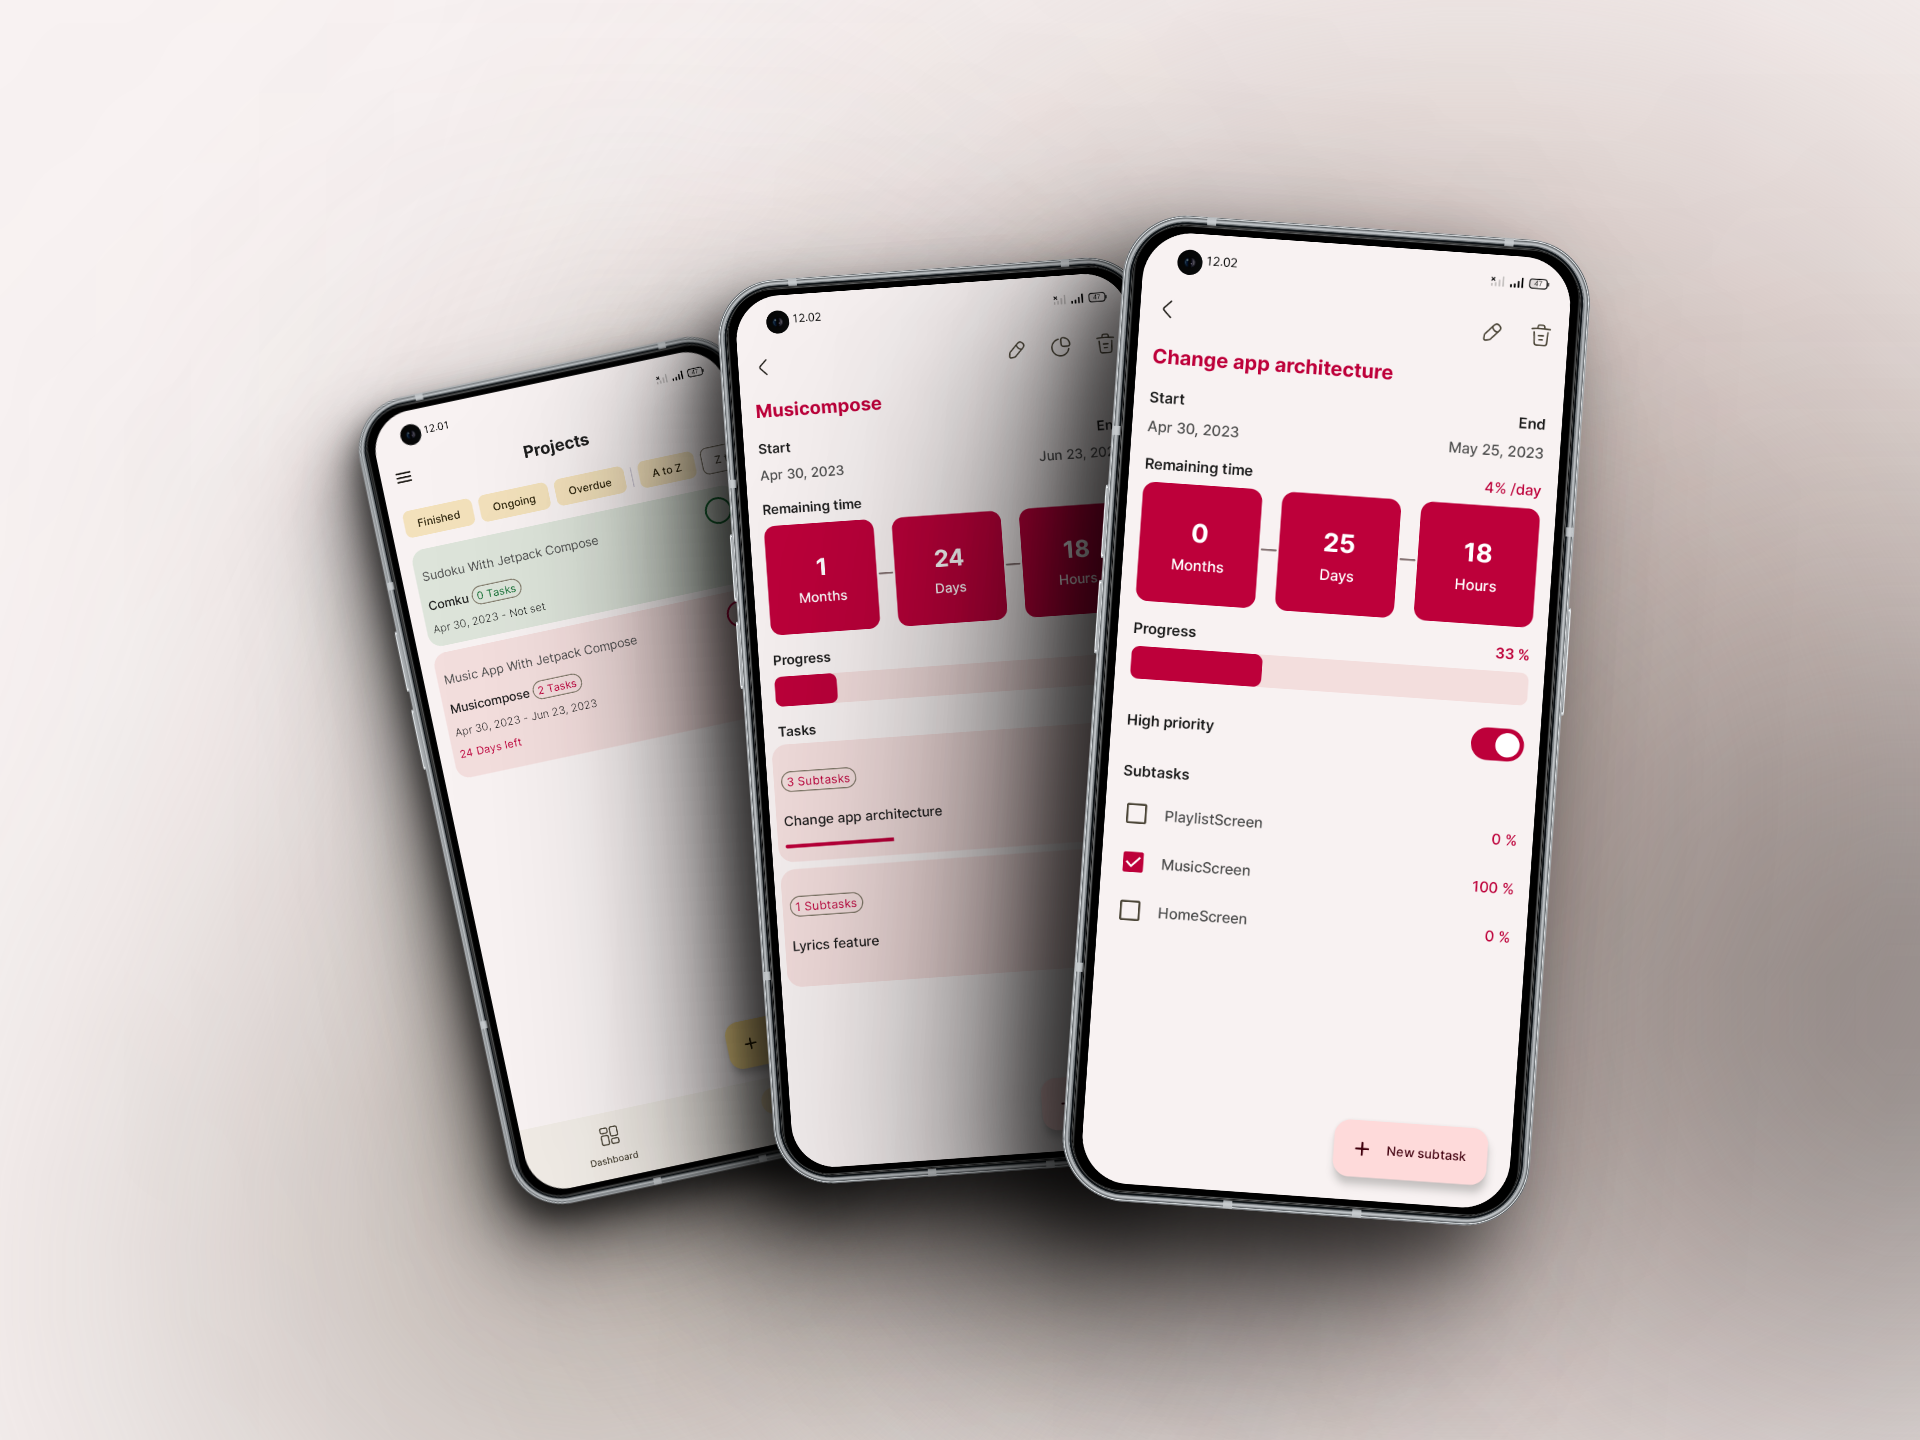 12.01
Projects
Finished
Ongoing
Overdue
A to Z
Z
Sudoku With Jetpack Compose
Comku 0 Tasks
Apr 30, 2023 - Not set
Music App With Jetpack Compose
Musicompose 2 Tasks
Apr 30, 2023 - Jun 23, 2023
24 Days left
+
Dashboard
12.02
47
Musicompose
Start
Apr 30, 2023
Jun 23,
Remaining time
1
Months
24
Days
18
Hours
Progress
Tasks
3 Subtasks
Change app architecture
1 Subtasks
Lyrics feature
12.02
47
Change app architecture
Start
End
Apr 30, 2023
May 25, 2023
Remaining time
4% /day
0
Months
25
Days
18
Hours
Progress
33 %
High priority
Subtasks
PlaylistScreen
0 %
MusicScreen
100 %
HomeScreen
0 %
+ New subtask